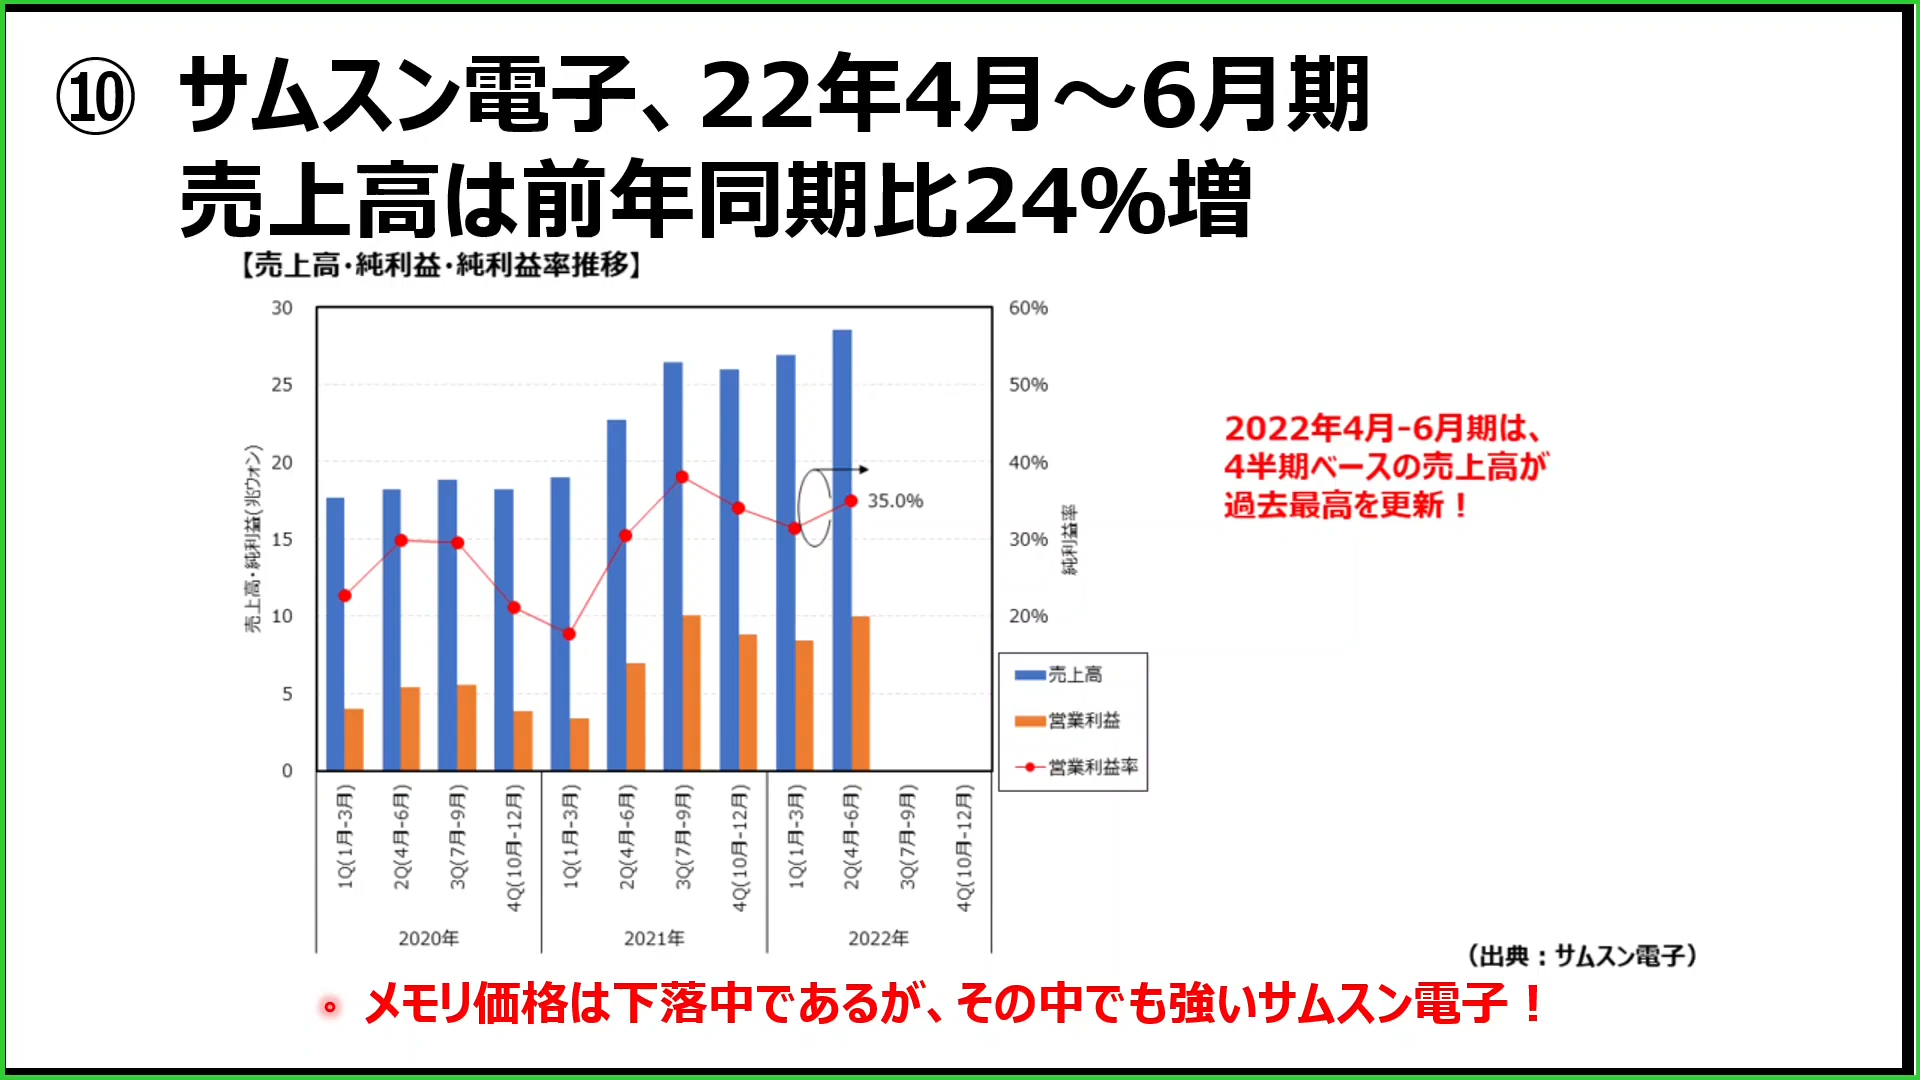 ⑩ サムスン電子、22年4月～6月期
売上高は前年同期比24%増
【売上高・純利益・純利益率推移】
30
25
20
15
10
5
0
売上高・純利益(兆ウォン)
60%
50%
40%
30%
20%
純利益率
35.0%
売上高
営業利益
営業利益率
1Q(1月-3月)
2Q(4月-6月)
3Q(7月-9月)
4Q(10月-12月)
1Q(1月-3月)
2Q(4月-6月)
3Q(7月-9月)
4Q(10月-12月)
1Q(1月-3月)
2Q(4月-6月)
3Q(7月-9月)
4Q(10月-12月)
2020年
2021年
2022年
2022年4月-6月期は、
4半期ベースの売上高が
過去最高を更新！
（出典：サムスン電子）
メモリ価格は下落中であるが、その中でも強いサムスン電子！